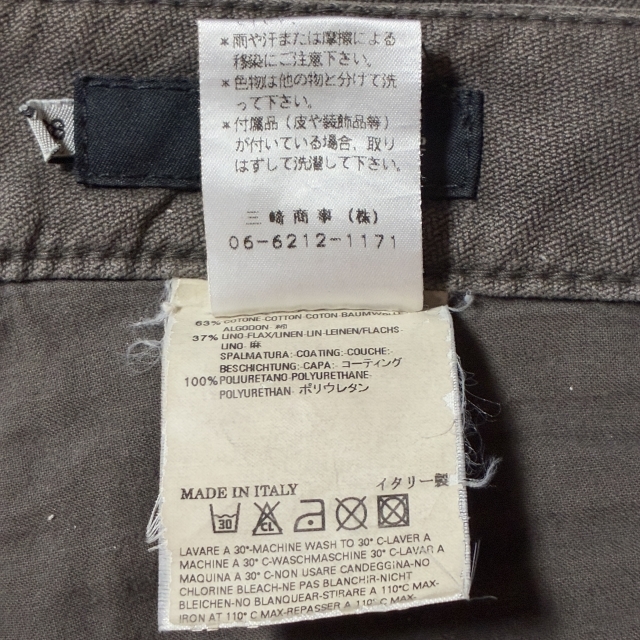 *雨や汗または摩擦による
移染にご注意下さい。
*色物は他の物と分けて洗
って下さい。
*付属品（皮や装飾品等）
が付いている場合、取り
はずして洗濯して下さい。
三崎商事（株）
06-6212-1171
63% COTONE-COTTON-COTON-BAUMWOLLE
ALGODON 綿
37% LINO-FLAX/LINEN-LIN-LEINEN/FLACHS-
LINO 麻
SPALMATURA: COATING: COUCHE:
BESCHICHTUNG: CAPA: コーティング
100% POLIURETANO-POLYURETHANE-
POLYURETHAN ポリウレタン
MADE IN ITALY イタリー製
30 CL
LAVARE A 30°-MACHINE WASH TO 30°-LAVER A
MACHINE A 30°C-WASCHMASCHINE 30°C-LAVAR A
MAQUINA A 30°C-NON USARE CANDEGGINA-NO
CHLORINE BLEACH-NE PAS BLANCHIR-NICHT
BLEICHEN-NO BLANQUEAR-STIRARE A 110°C MAX-
IRON at 110°C MAX-REPASSER A 110°C MAX.